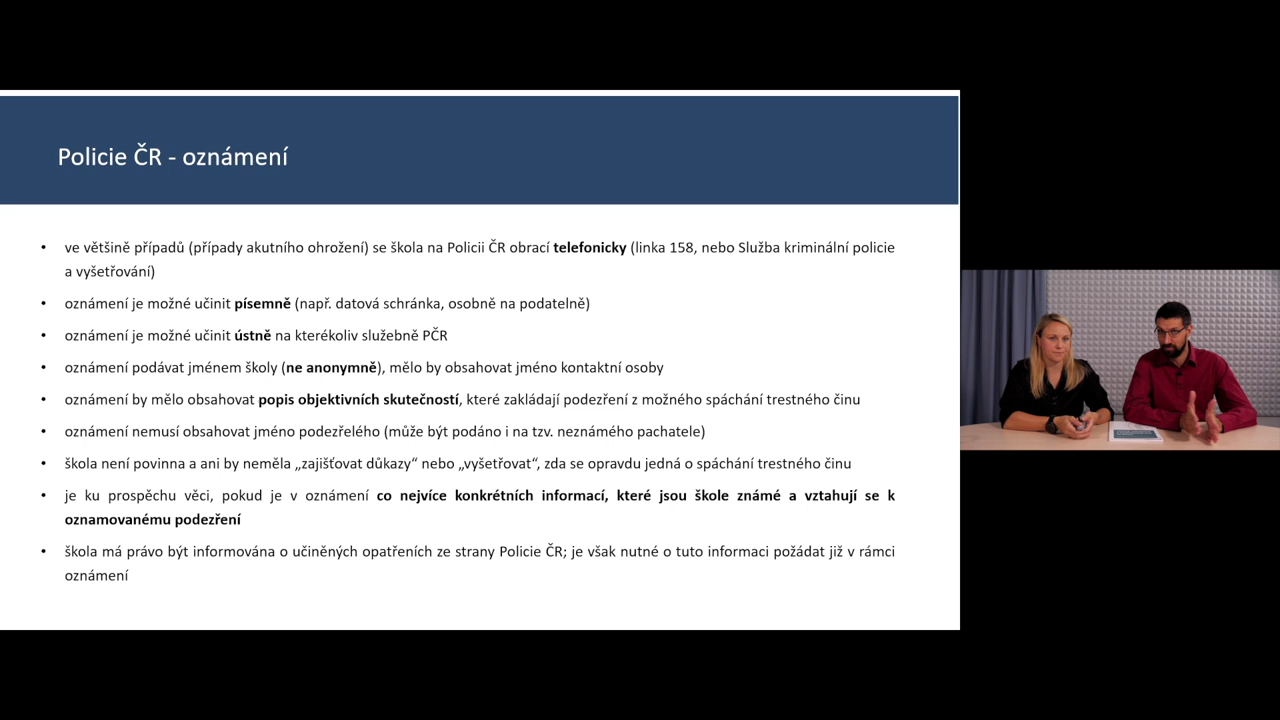 Policie ČR - oznámení
• ve většině případů (případy akutního ohrožení) se škola na Policii ČR obrací telefonicky (linka 158, nebo Služba kriminální policie
a vyšetřování)
• oznámení je možné učinit písemně (např. datová schránka, osobně na podatelně)
• oznámení je možné učinit ústně na kterékoliv služebně PČR
• oznámení podávat jménem školy (ne anonymně), mělo by obsahovat jméno kontaktní osoby
• oznámení by mělo obsahovat popis objektivních skutečností, které zakládají podezření z možného spáchání trestného činu
• oznámení nemusí obsahovat jméno podezřelého (může být podáno i na tzv. neznámého pachatele)
• škola není povinna a ani by neměla „zajišťovat důkazy“ nebo „vyšetřovat“, zda se opravdu jedná o spáchání trestného činu
• je ku prospěchu věci, pokud je v oznámení co nejvíce konkrétních informací, které jsou škole známé a vztahují se k
oznamovanému podezření
• škola má právo být informována o učiněných opatřeních ze strany Policie ČR; je však nutné o tuto informaci požádat již v rámci
oznámení